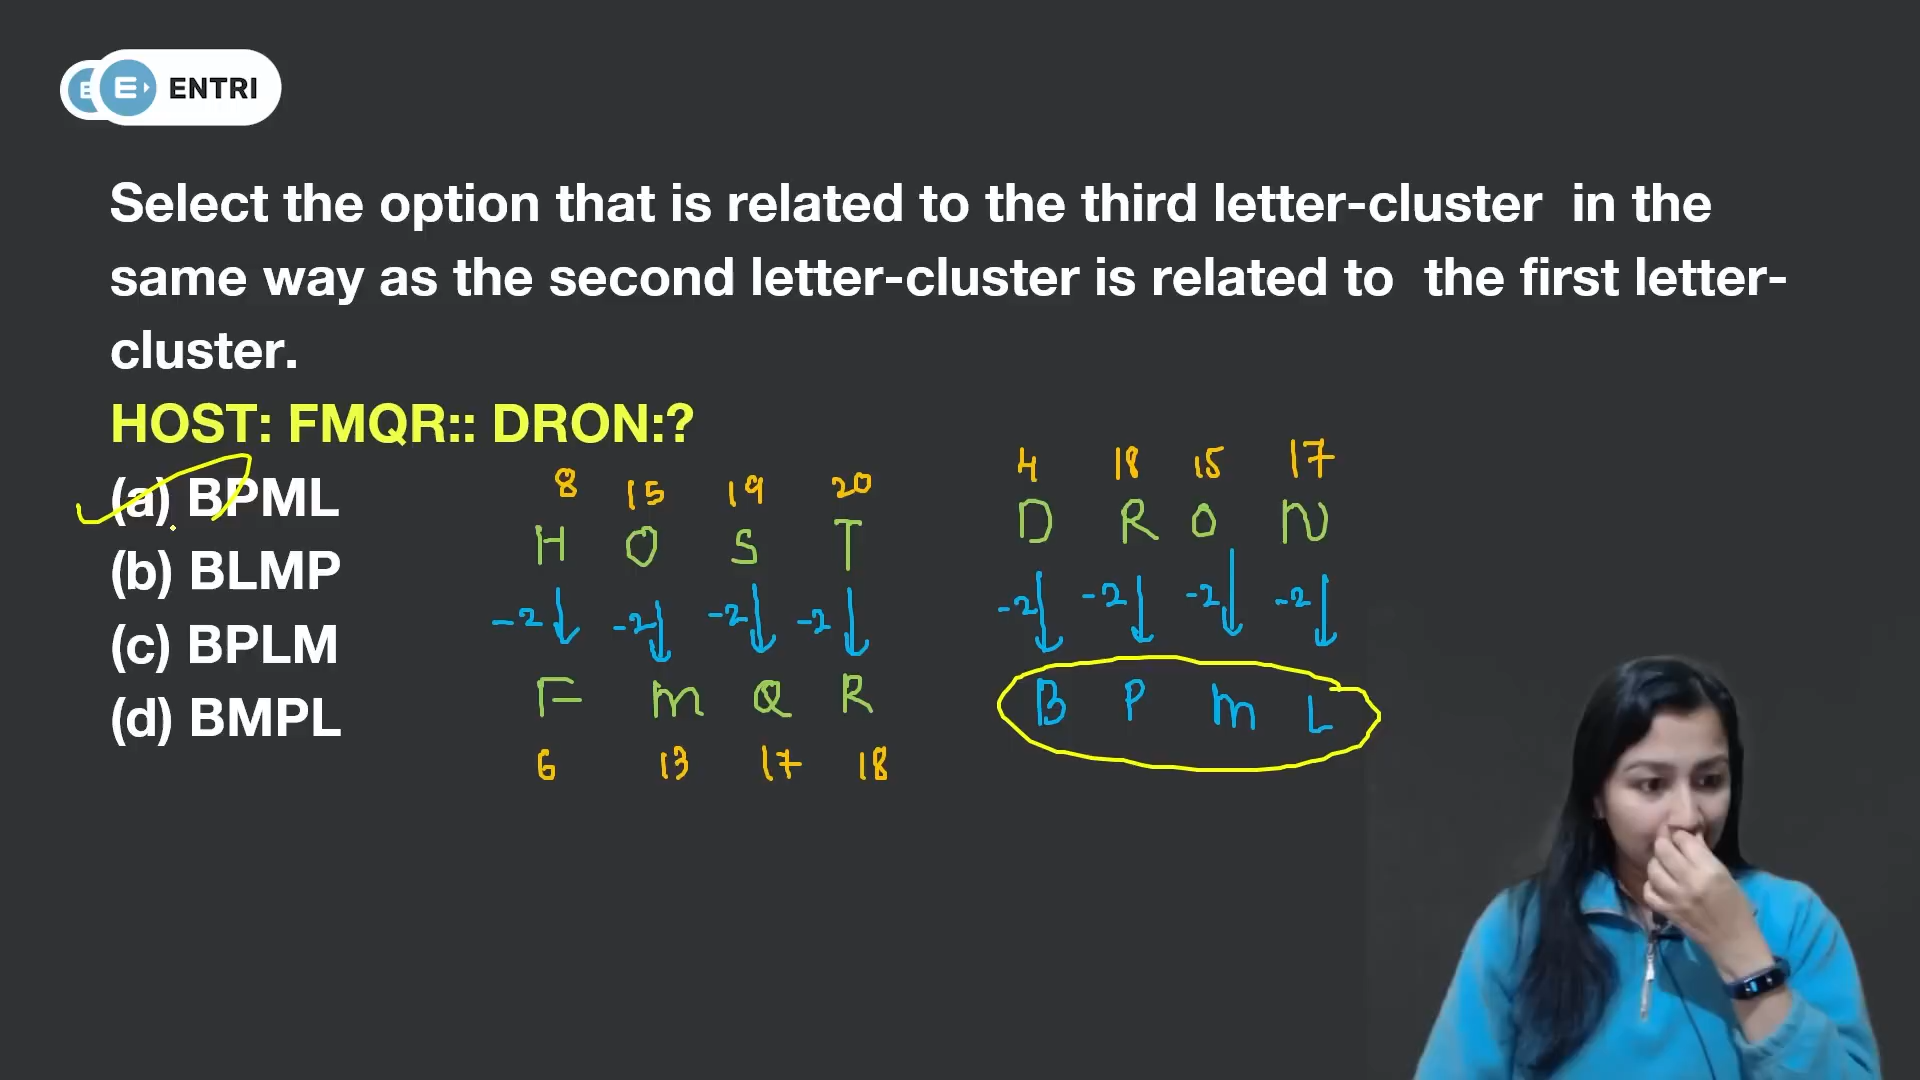 E ENTRI
Select the option that is related to the third letter-cluster in the
same way as the second letter-cluster is related to the first letter-
cluster.
HOST: FMQR:: DRON:?
(a) BPML
(b) BLMP
(c) BPLM
(d) BMPL
8 15 19 20
H O S T
-2 -2 -2 -2
F M Q R
6 13 17 18
4 18 15 17
D R O N
-2 -2 -2 -2
B P M L